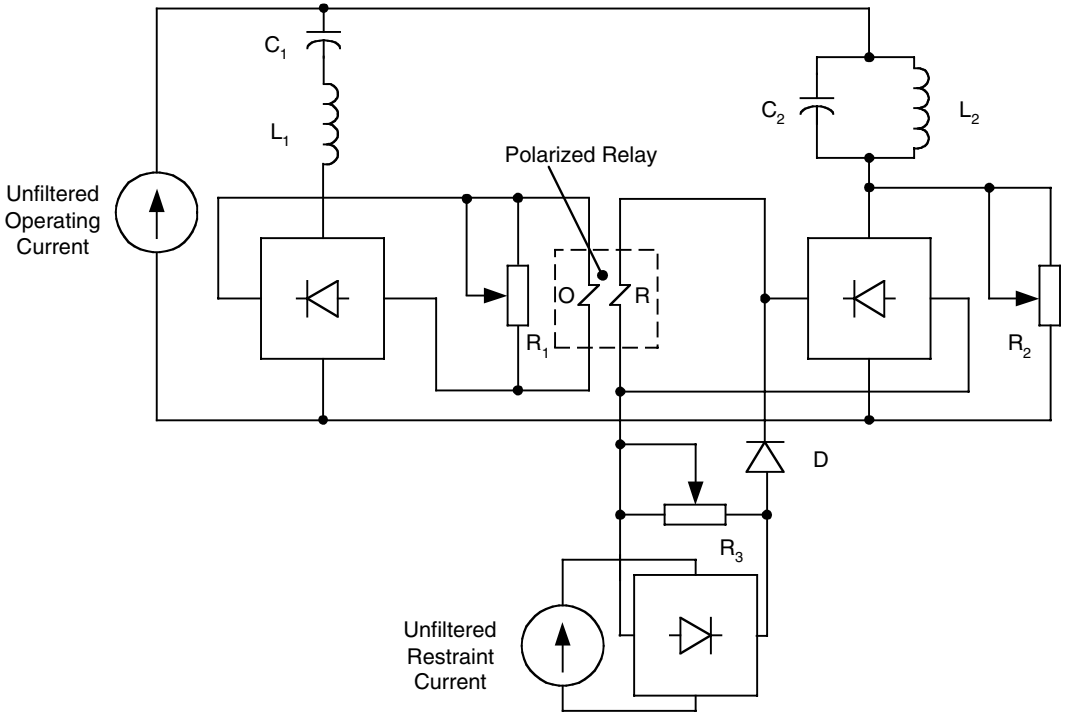 C₁
L₁
Polarized Relay
C₂
L₂
Unfiltered
Operating
Current
O
R
R₁
R₂
D
R₃
Unfiltered
Restraint
Current